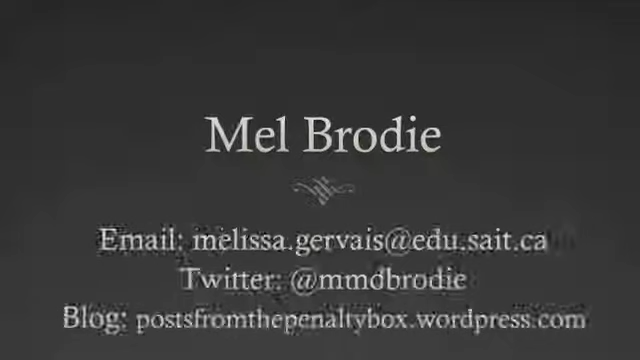 Mel Brodie
Email: melissa.gervais@edu.sait.ca
Twitter: @mmdbrodie
Blog: postsfromthepenaltybox.wordpress.com